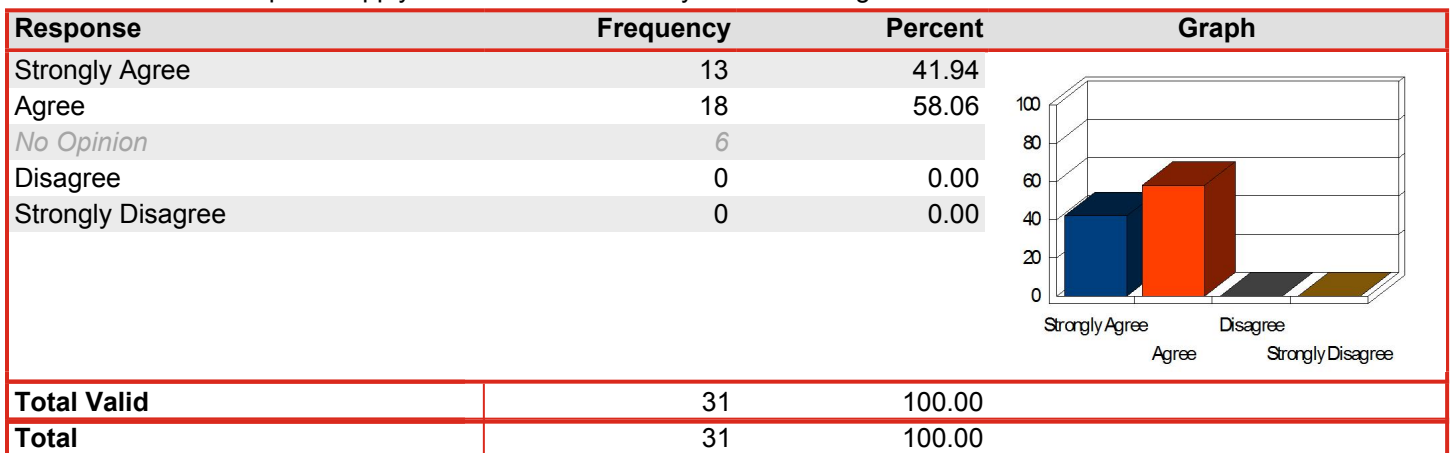 Response Frequency Percent Graph
Strongly Agree 13 41.94
Agree 18 58.06
No Opinion 6
Disagree 0 0.00
Strongly Disagree 0 0.00
100
80
60
40
20
0
Strongly Agree Disagree
Agree Strongly Disagree
Total Valid 31 100.00
Total 31 100.00